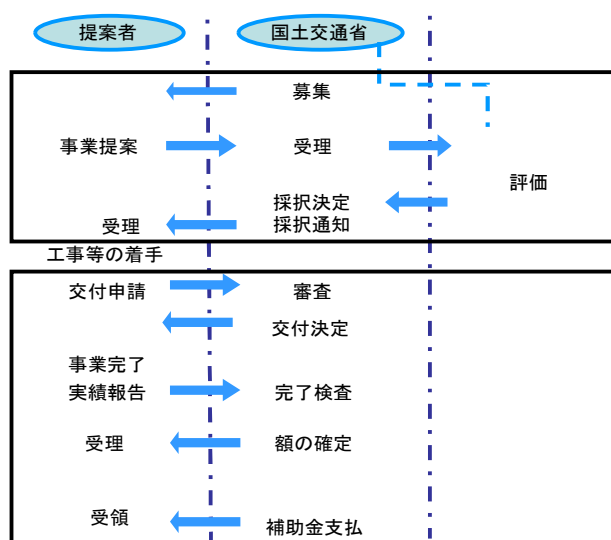 提案者 国土交通省
募集
事業提案 受理
評価
採択決定
受理 採択通知
工事等の着手
交付申請 審査
交付決定
事業完了
実績報告 完了検査
受理 額の確定
受領 補助金支払